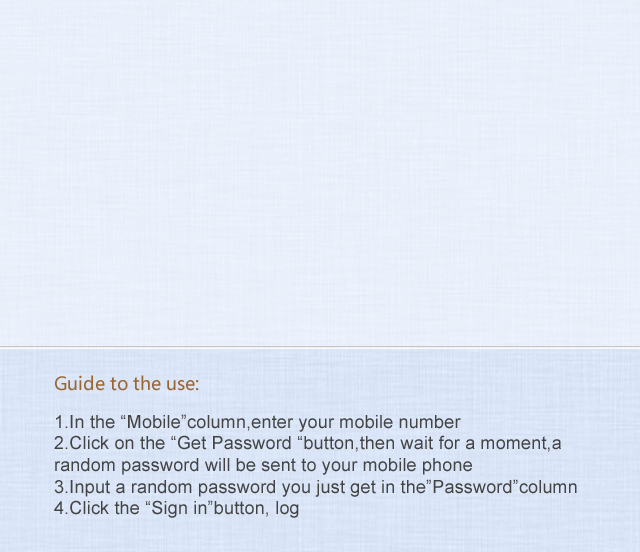 Guide to the use:
1.In the “Mobile”column,enter your mobile number
2.Click on the “Get Password “button,then wait for a moment,a
random password will be sent to your mobile phone
3.Input a random password you just get in the”Password”column
4.Click the “Sign in”button, log